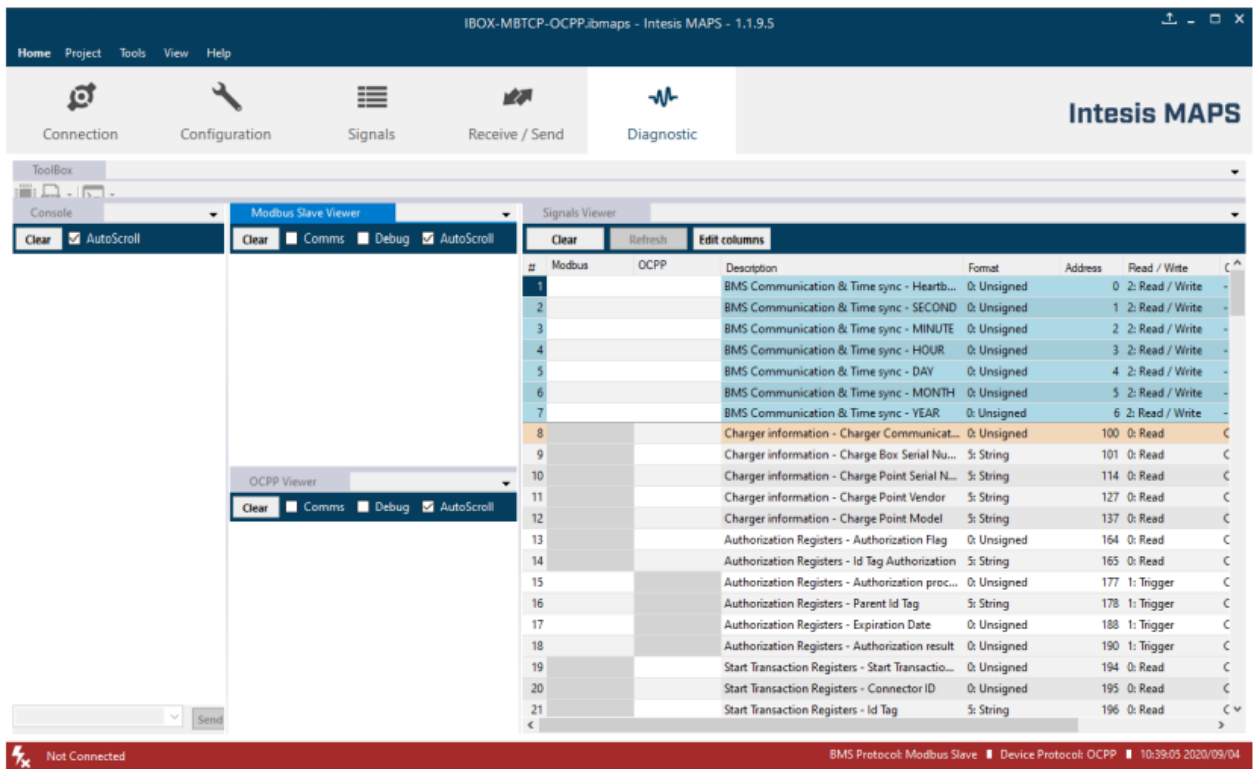 IBOX-MBTCP-OCPP.ibmaps - Intesis MAPS - 1.1.9.5
Home Project Tools View Help
Connection Configuration Signals Receive / Send Diagnostic
Intesis MAPS
ToolBox
Console
Clear AutoScroll
Send
Modbus Slave Viewer
Clear Comms Debug AutoScroll
OCPP Viewer
Clear Comms Debug AutoScroll
Signals Viewer
Clear Refresh Edit columns
# Modbus OCPP Description Format Address Read / Write C
1 BMS Communication & Time sync - Heartb... 0: Unsigned 0 2: Read / Write -
2 BMS Communication & Time sync - SECOND 0: Unsigned 1 2: Read / Write -
3 BMS Communication & Time sync - MINUTE 0: Unsigned 2 2: Read / Write -
4 BMS Communication & Time sync - HOUR 0: Unsigned 3 2: Read / Write -
5 BMS Communication & Time sync - DAY 0: Unsigned 4 2: Read / Write -
6 BMS Communication & Time sync - MONTH 0: Unsigned 5 2: Read / Write -
7 BMS Communication & Time sync - YEAR 0: Unsigned 6 2: Read / Write -
8 Charger information - Charger Communicat... 0: Unsigned 100 0: Read C
9 Charger information - Charge Box Serial Nu... 5: String 101 0: Read C
10 Charger information - Charge Point Serial N... 5: String 114 0: Read C
11 Charger information - Charge Point Vendor 5: String 127 0: Read C
12 Charger information - Charge Point Model 5: String 137 0: Read C
13 Authorization Registers - Authorization Flag 0: Unsigned 164 0: Read C
14 Authorization Registers - Id Tag Authorization 5: String 165 0: Read C
15 Authorization Registers - Authorization proc... 0: Unsigned 177 1: Trigger C
16 Authorization Registers - Parent Id Tag 5: String 178 1: Trigger C
17 Authorization Registers - Expiration Date 0: Unsigned 188 1: Trigger C
18 Authorization Registers - Authorization result 0: Unsigned 190 1: Trigger C
19 Start Transaction Registers - Start Transactio... 0: Unsigned 194 0: Read C
20 Start Transaction Registers - Connector ID 0: Unsigned 195 0: Read C
21 Start Transaction Registers - Id Tag 5: String 196 0: Read C
Not Connected
BMS Protocol: Modbus Slave Device Protocol: OCPP 10:39:05 2020/09/04